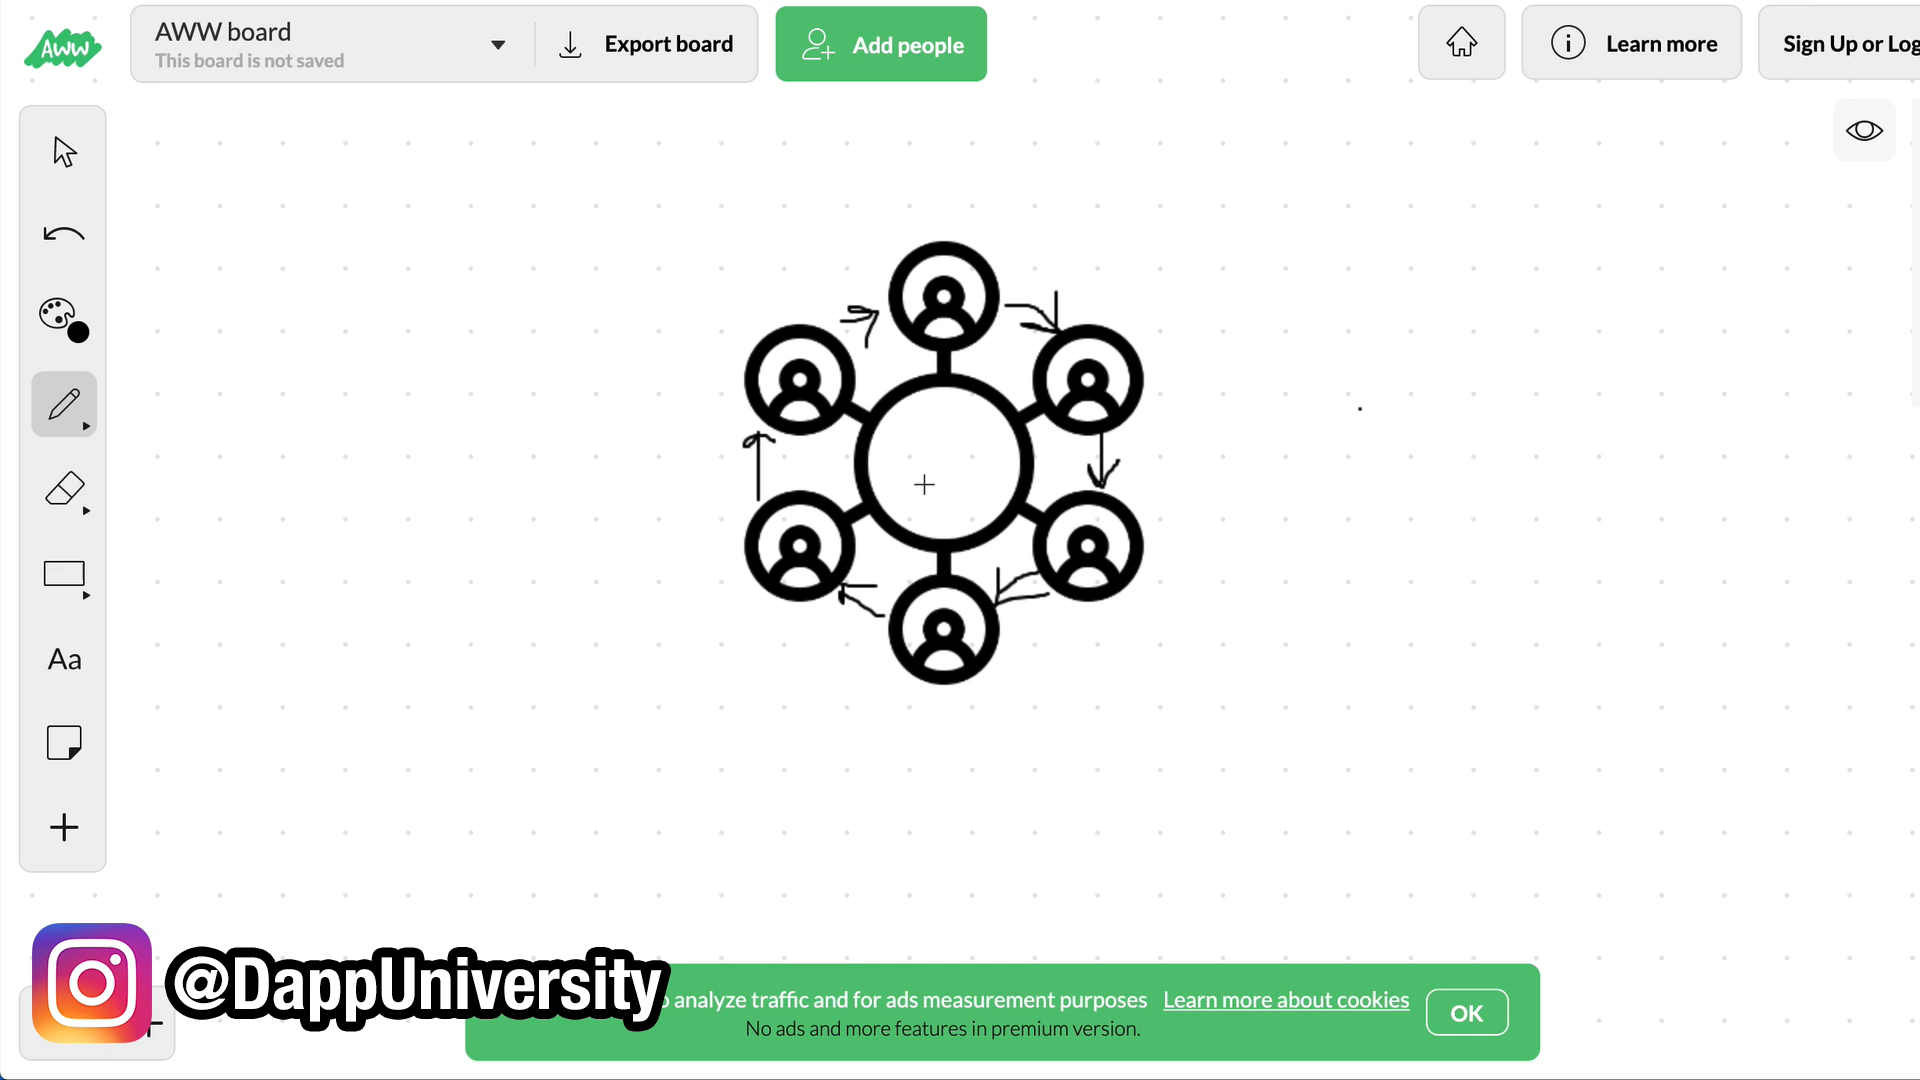 AWW
AWW board
This board is not saved
Export board
Add people
Learn more
Sign Up or Log
Aa
@DappUniversity
analyze traffic and for ads measurement purposes Learn more about cookies
No ads and more features in premium version.
OK